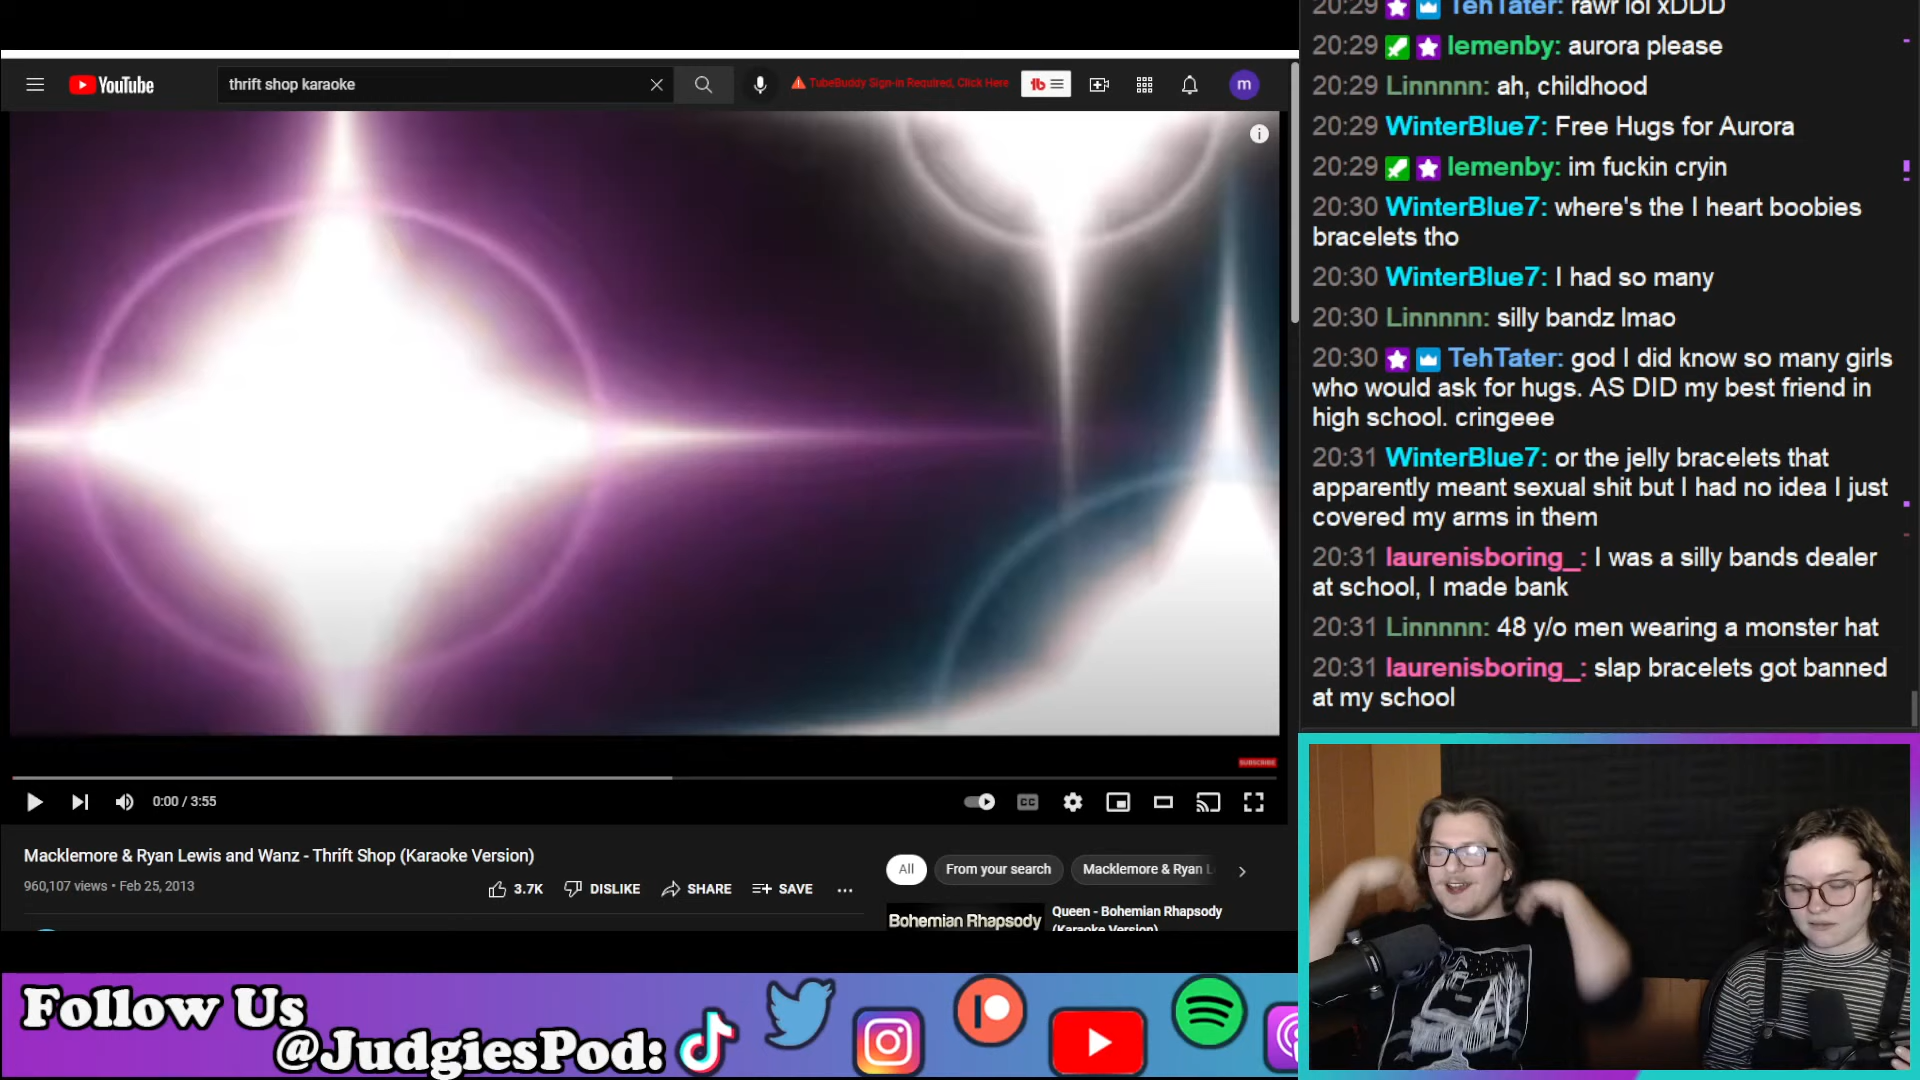 YouTube
thrift shop karaoke
TubeBuddy Sign-in Required, Click Here
tb
m
i
SUBSCRIBE
0:00 / 3:55
CC
Macklemore & Ryan Lewis and Wanz - Thrift Shop (Karaoke Version)
960,107 views • Feb 25, 2013
3.7K
DISLIKE
SHARE
SAVE
All
From your search
Macklemore & Ryan L
Bohemian Rhapsody
Queen - Bohemian Rhapsody
(Karaoke Version)
20:29 TehTater: rawr lol xDDD
20:29 lemenby: aurora please
20:29 Linnnnn: ah, childhood
20:29 WinterBlue7: Free Hugs for Aurora
20:29 lemenby: im fuckin cryin
20:30 WinterBlue7: where's the I heart boobies
bracelets tho
20:30 WinterBlue7: I had so many
20:30 Linnnnn: silly bandz lmao
20:30 TehTater: god I did know so many girls
who would ask for hugs. AS DID my best friend in
high school. cringeee
20:31 WinterBlue7: or the jelly bracelets that
apparently meant sexual shit but I had no idea I just
covered my arms in them
20:31 laurenisboring_: I was a silly bands dealer
at school, I made bank
20:31 Linnnnn: 48 y/o men wearing a monster hat
20:31 laurenisboring_: slap bracelets got banned
at my school
Follow Us
@JudgiesPod: